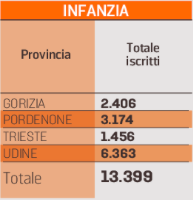 INFANZIA
Provincia
Totale
iscritti
GORIZIA 2.406
PORDENONE 3.174
TRIESTE 1.456
UDINE 6.363
Totale 13.399